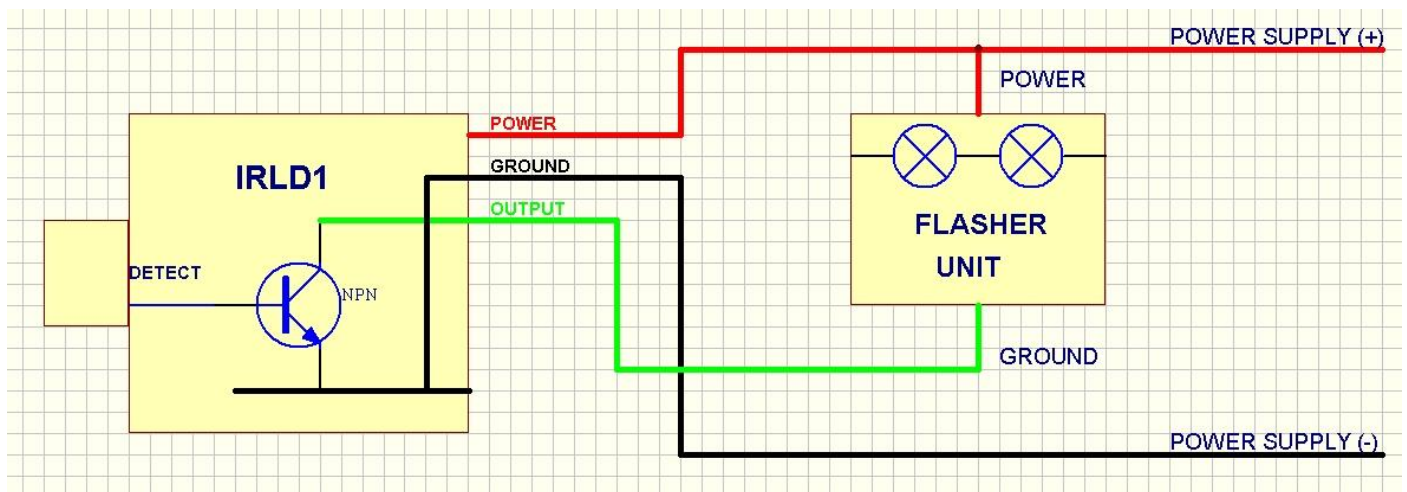 POWER SUPPLY (+)
POWER
POWER
IRLD1
GROUND
OUTPUT
FLASHER
UNIT
DETECT
NPN
GROUND
POWER SUPPLY (-)